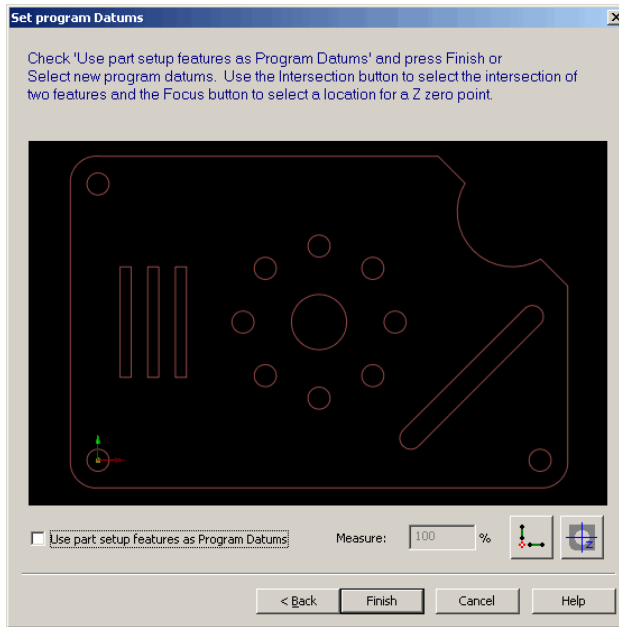 Set program Datums
Check 'Use part setup features as Program Datums' and press Finish or
Select new program datums. Use the Intersection button to select the intersection of
two features and the Focus button to select a location for a Z zero point.
Use part setup features as Program Datums Measure: 100 % Z
< Back Finish Cancel Help